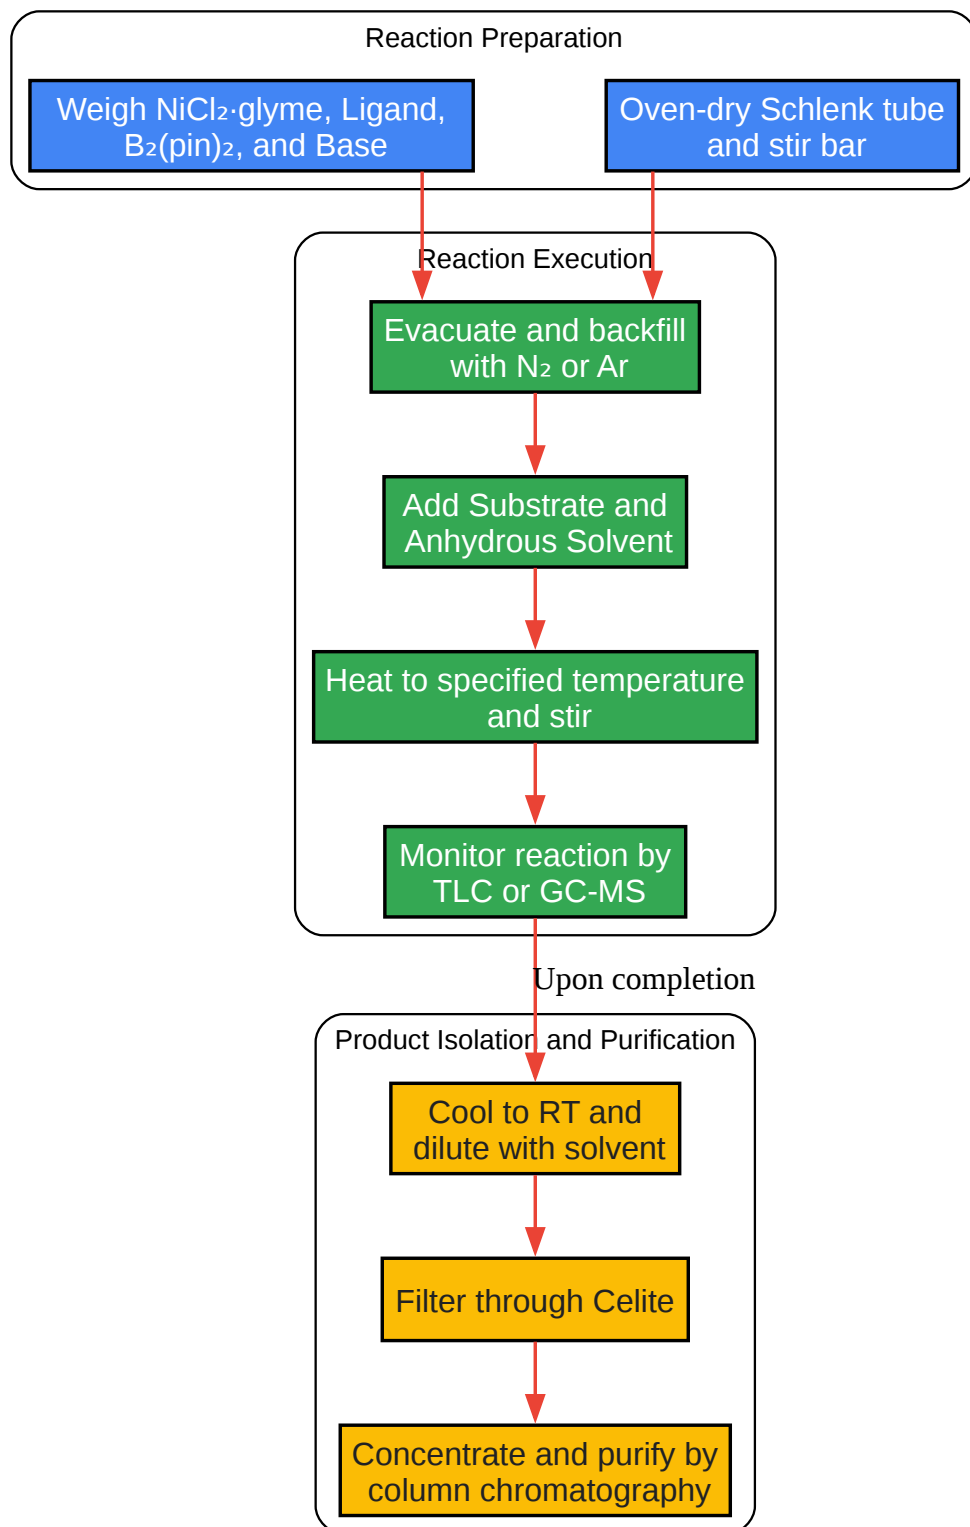 Reaction Preparation
Weigh NiCl₂·glyme, Ligand,
B₂(pin)₂, and Base
Oven-dry Schlenk tube
and stir bar
Reaction Execution
Evacuate and backfill
with N₂ or Ar
Add Substrate and
Anhydrous Solvent
Heat to specified temperature
and stir
Monitor reaction by
TLC or GC-MS
Upon completion
Product Isolation and Purification
Cool to RT and
dilute with solvent
Filter through Celite
Concentrate and purify by
column chromatography